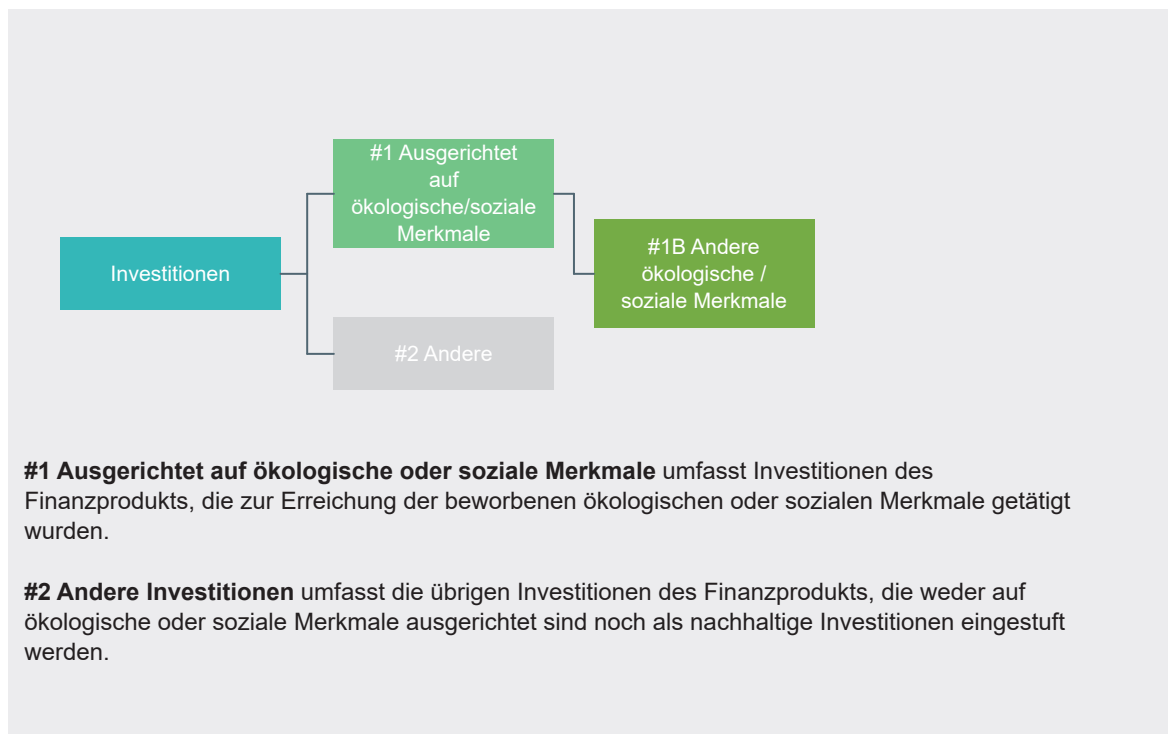 #1 Ausgerichtet
auf
ökologische/soziale
Merkmale
Investitionen
#1B Andere
ökologische /
soziale Merkmale
#2 Andere
#1 Ausgerichtet auf ökologische oder soziale Merkmale umfasst Investitionen des
Finanzprodukts, die zur Erreichung der beworbenen ökologischen oder sozialen Merkmale getätigt
wurden.
#2 Andere Investitionen umfasst die übrigen Investitionen des Finanzprodukts, die weder auf
ökologische oder soziale Merkmale ausgerichtet sind noch als nachhaltige Investitionen eingestuft
werden.